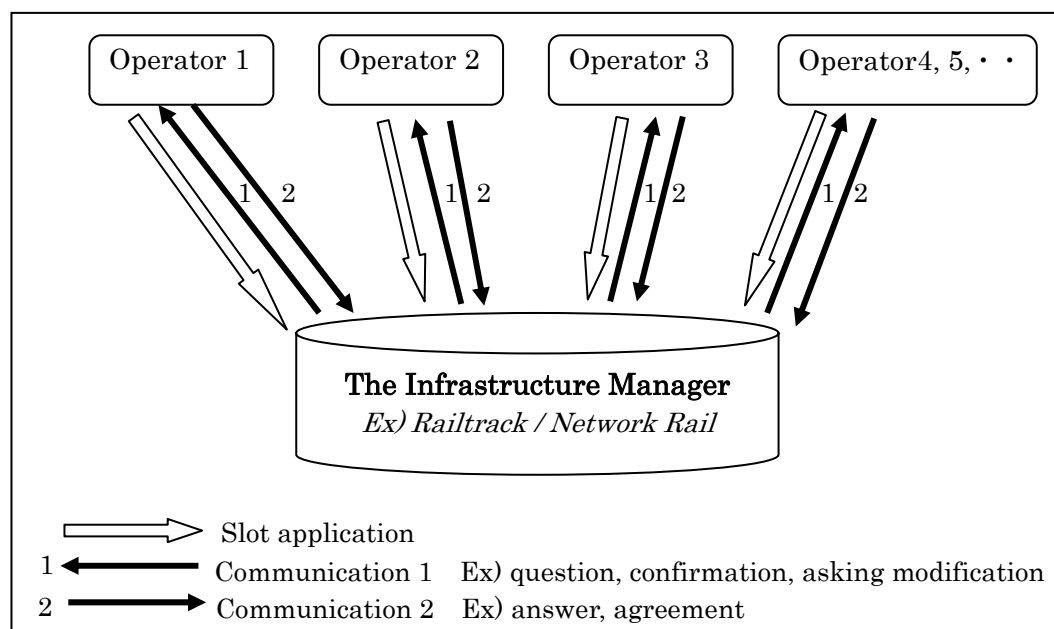 Operator 1 Operator 2 Operator 3 Operator4, 5,・・
1 2 1 2 1 2 1 2
The Infrastructure Manager
Ex) Railtrack / Network Rail
Slot application
1 Communication 1 Ex) question, confirmation, asking modification
2 Communication 2 Ex) answer, agreement